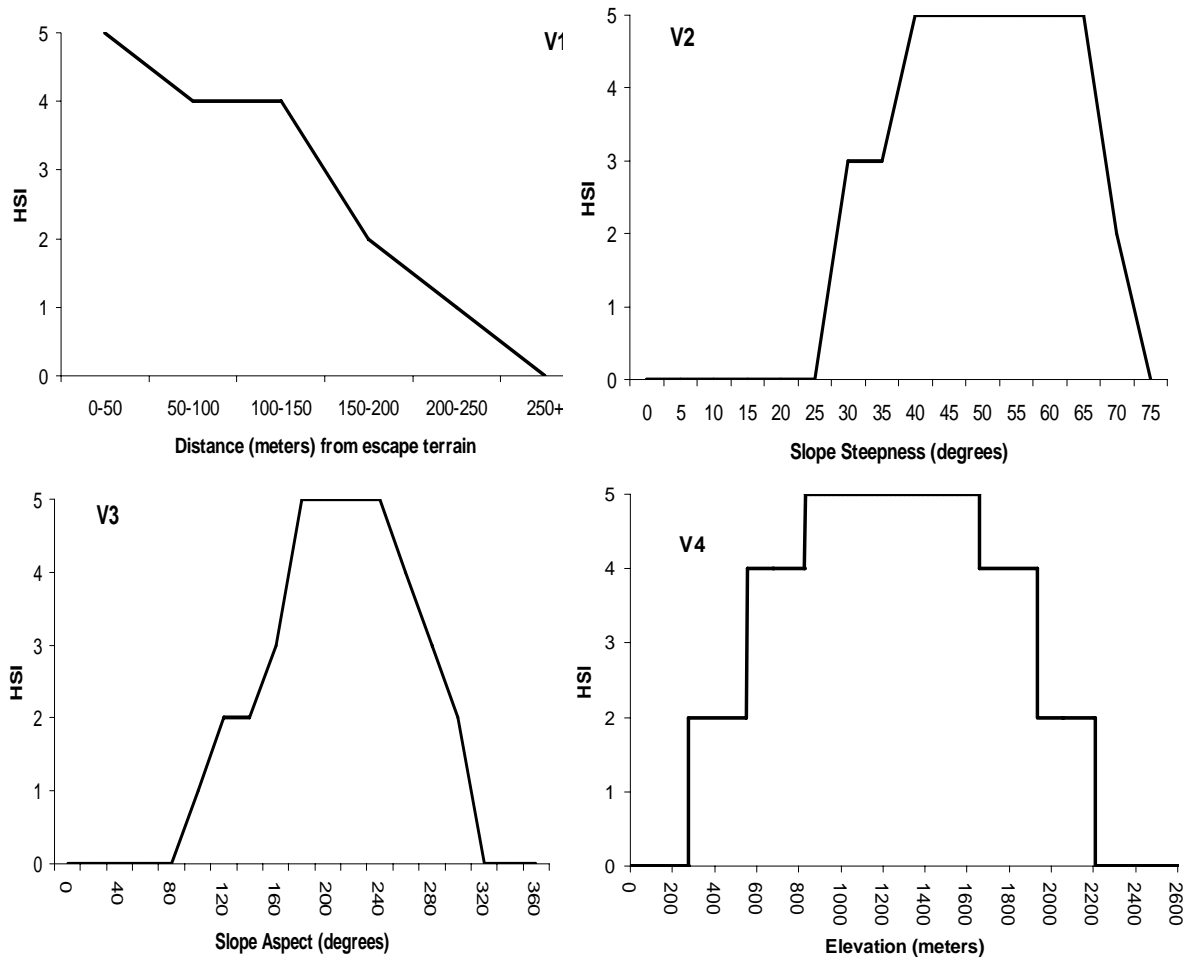 V1
5
4
3
2
1
0
HSI
0-50 50-100 100-150 150-200 200-250 250+
Distance (meters) from escape terrain
V2
5
4
3
2
1
0
HSI
0 5 10 15 20 25 30 35 40 45 50 55 60 65 70 75
Slope Steepness (degrees)
V3
5
4
3
2
1
0
HSI
0 40 80 120 160 200 240 280 320 360
Slope Aspect (degrees)
V4
5
4
3
2
1
0
HSI
0 200 400 600 800 1000 1200 1400 1600 1800 2000 2200 2400 2600
Elevation (meters)